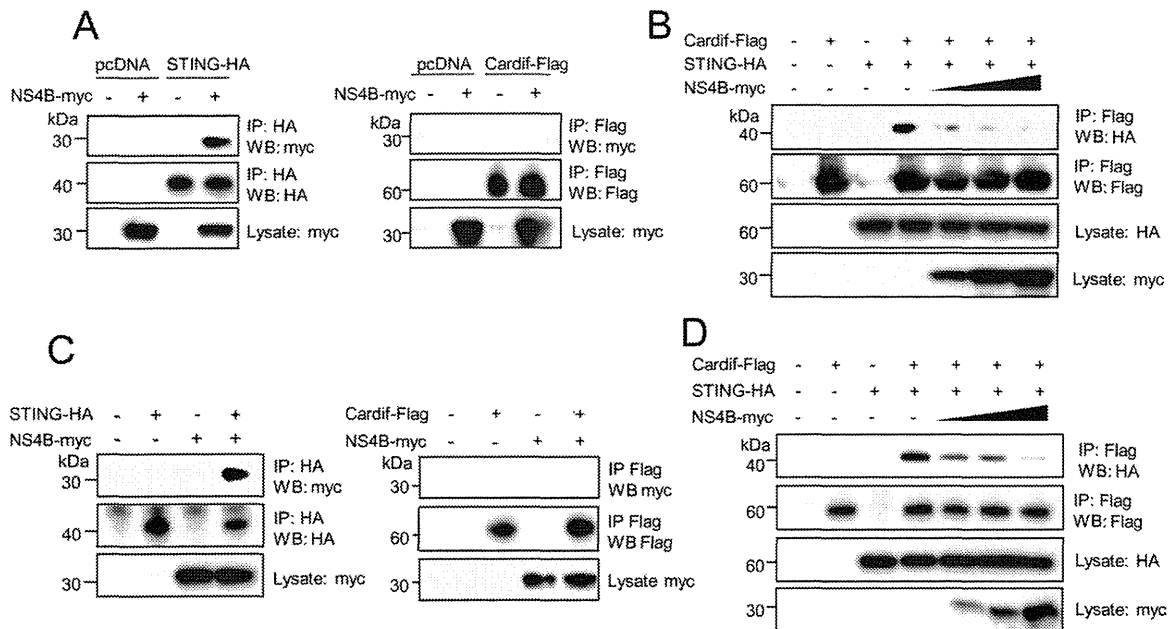 A
pcDNA STING-HA
NS4B-myc - + - +
kDa
30 IP: HA WB: myc
40 IP: HA WB: HA
30 Lysate: myc
pcDNA Cardif-Flag
NS4B-myc - + - +
kDa
30 IP: Flag WB: myc
60 IP: Flag WB: Flag
30 Lysate: myc
B
Cardif-Flag - + - + + + +
STING-HA - - + + + + +
NS4B-myc - - - -
kDa
40 IP: Flag WB: HA
60 IP: Flag WB: Flag
60 Lysate: HA
30 Lysate: myc
C
STING-HA - + - +
NS4B-myc - - + +
kDa
30 IP: HA WB: myc
40 IP: HA WB: HA
30 Lysate: myc
Cardif-Flag - + - +
NS4B-myc - - + +
kDa
30 IP Flag WB myc
60 IP Flag WB Flag
30 Lysate myc
D
Cardif-Flag - + - + + + +
STING-HA - - + + + + +
NS4B-myc - - - -
kDa
40 IP: Flag WB: HA
60 IP: Flag WB: Flag
60 Lysate: HA
30 Lysate: myc